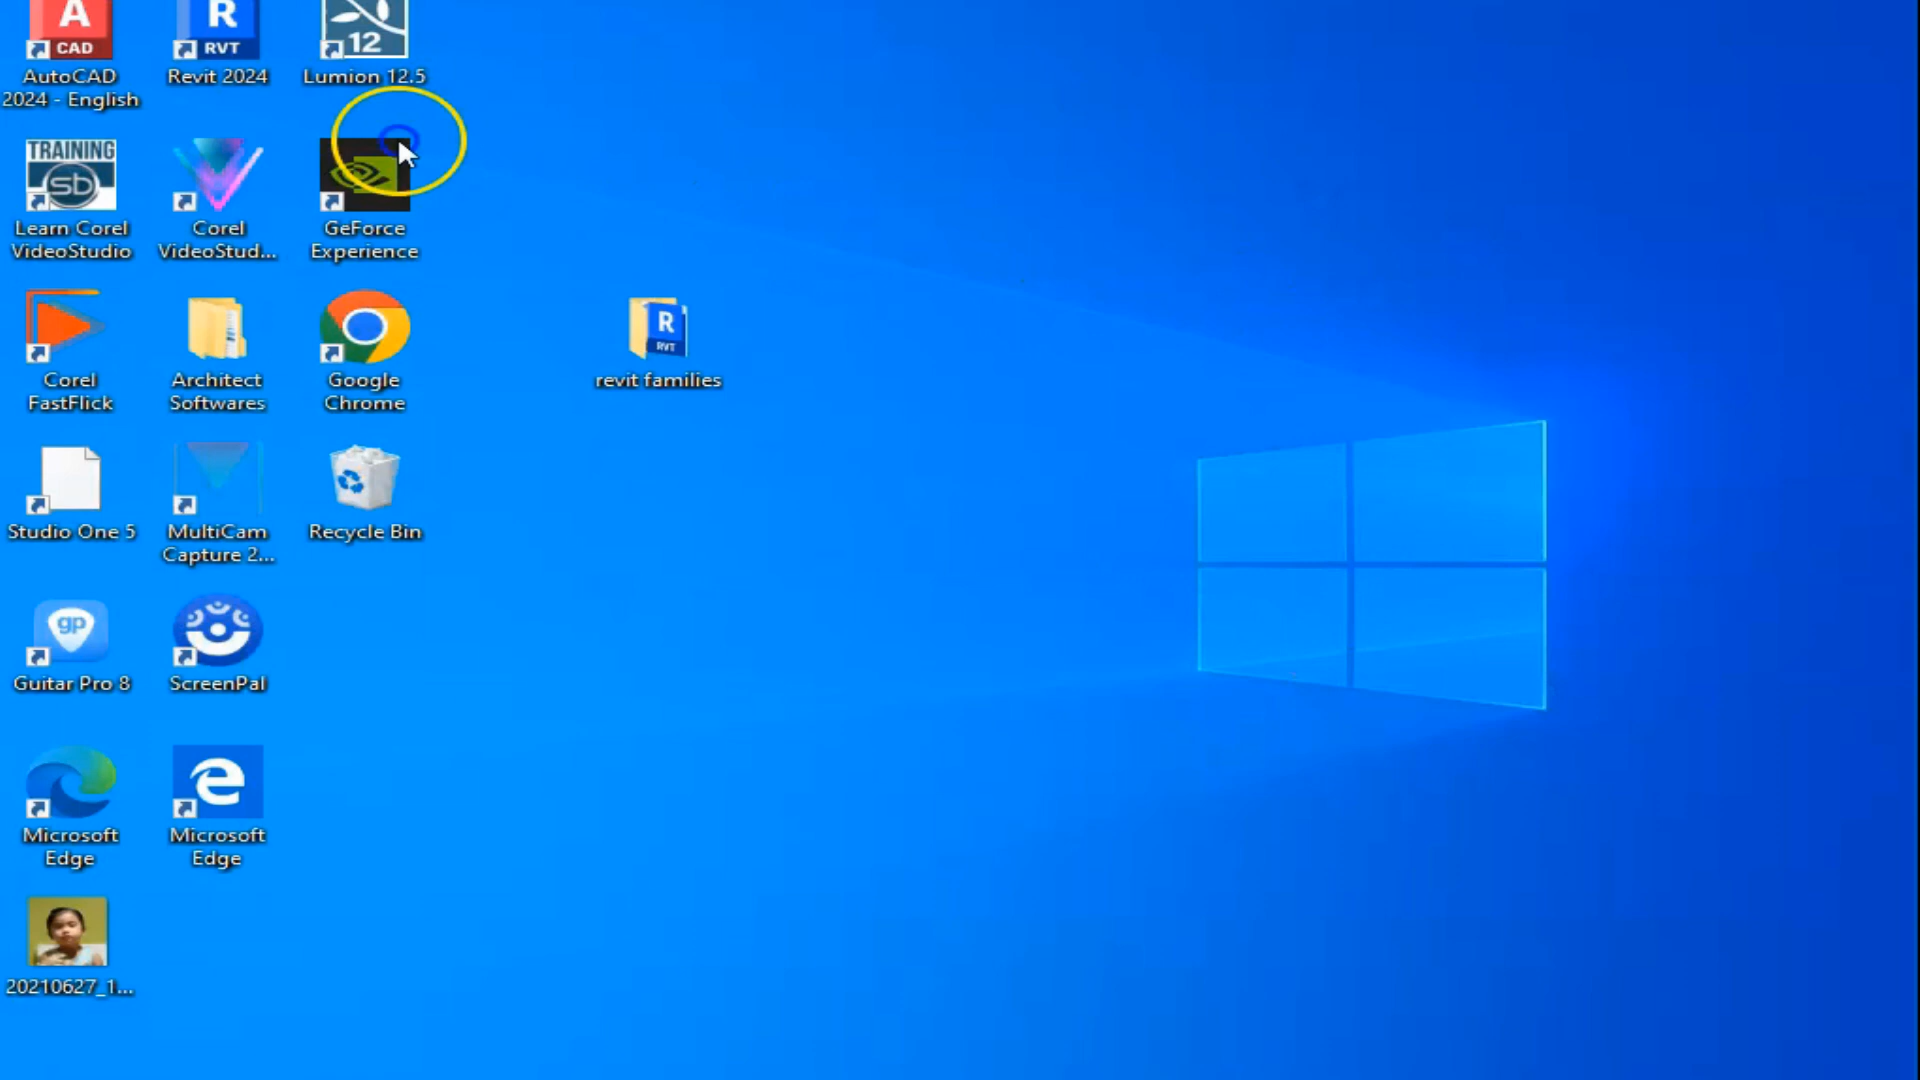 A
CAD
AutoCAD
2024 - English
R
RVT
Revit 2024
12
Lumion 12.5
TRAINING
sb
Learn Corel
VideoStudio
Corel
VideoStud...
GeForce
Experience
Corel
FastFlick
Architect
Softwares
Google
Chrome
R
RVT
revit families
Studio One 5
MultiCam
Capture 2...
Recycle Bin
gp
Guitar Pro 8
ScreenPal
Microsoft
Edge
Microsoft
Edge
20210627_1...